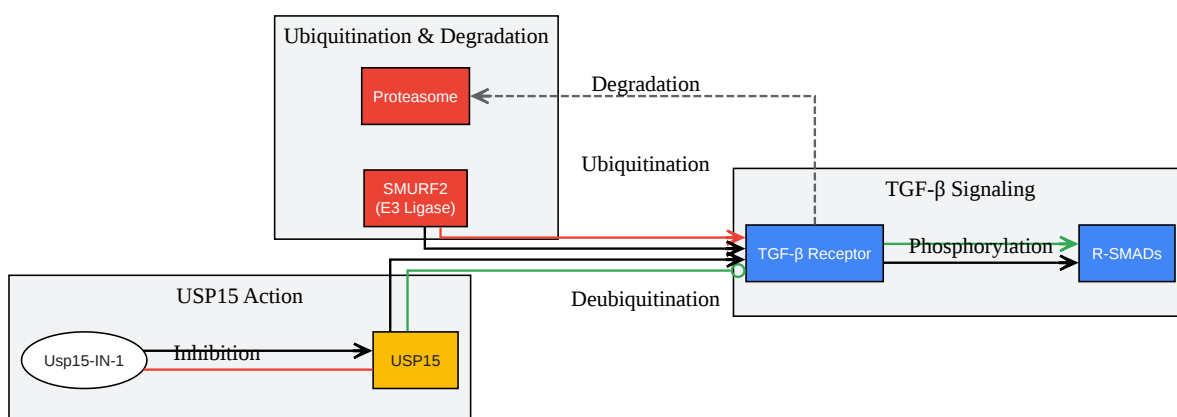 Ubiquitination & Degradation
Proteasome
Degradation
Ubiquitination
SMURF2
(E3 Ligase)
TGF-β Signaling
TGF-β Receptor
Phosphorylation
R-SMADs
Deubiquitination
USP15 Action
Usp15-IN-1
Inhibition
USP15